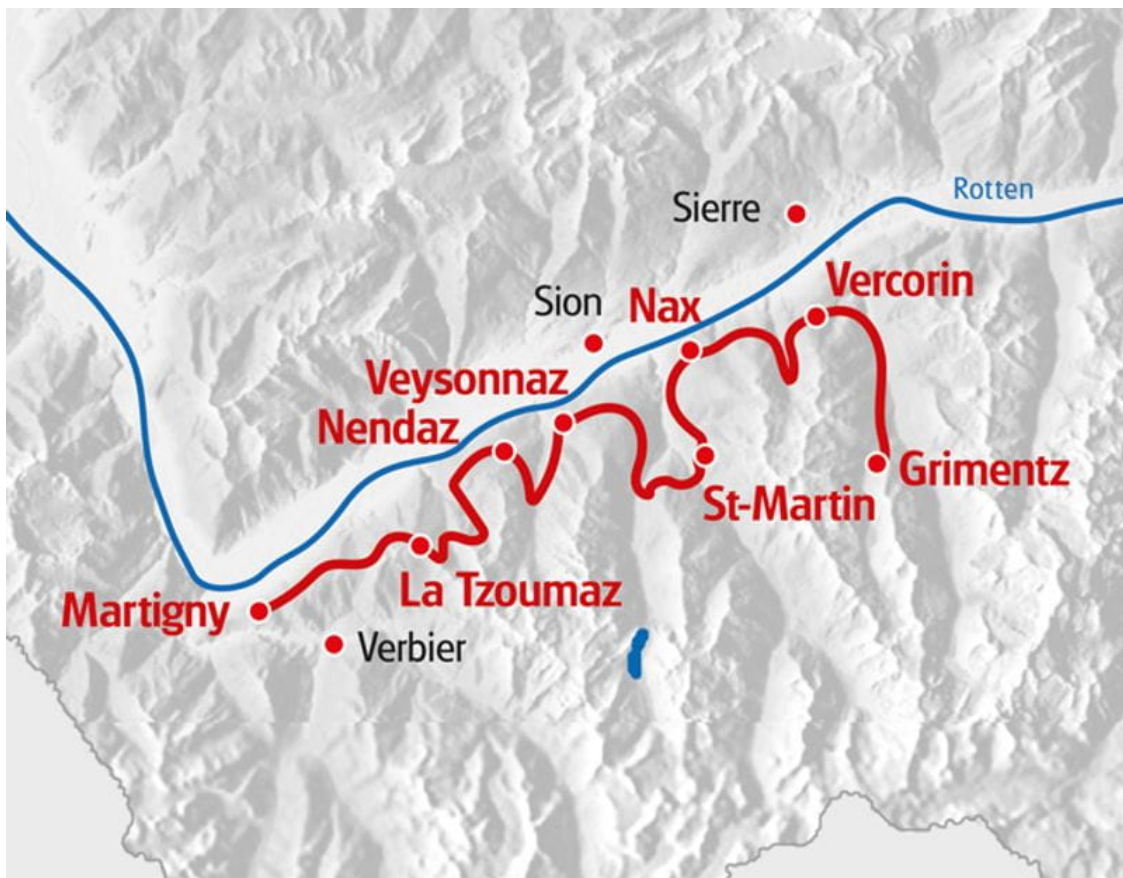 Rotten
Sierre
Vercorin
Sion
Nax
Veysonnaz
Nendaz
Grimentz
St-Martin
La Tzoumaz
Martigny
Verbier